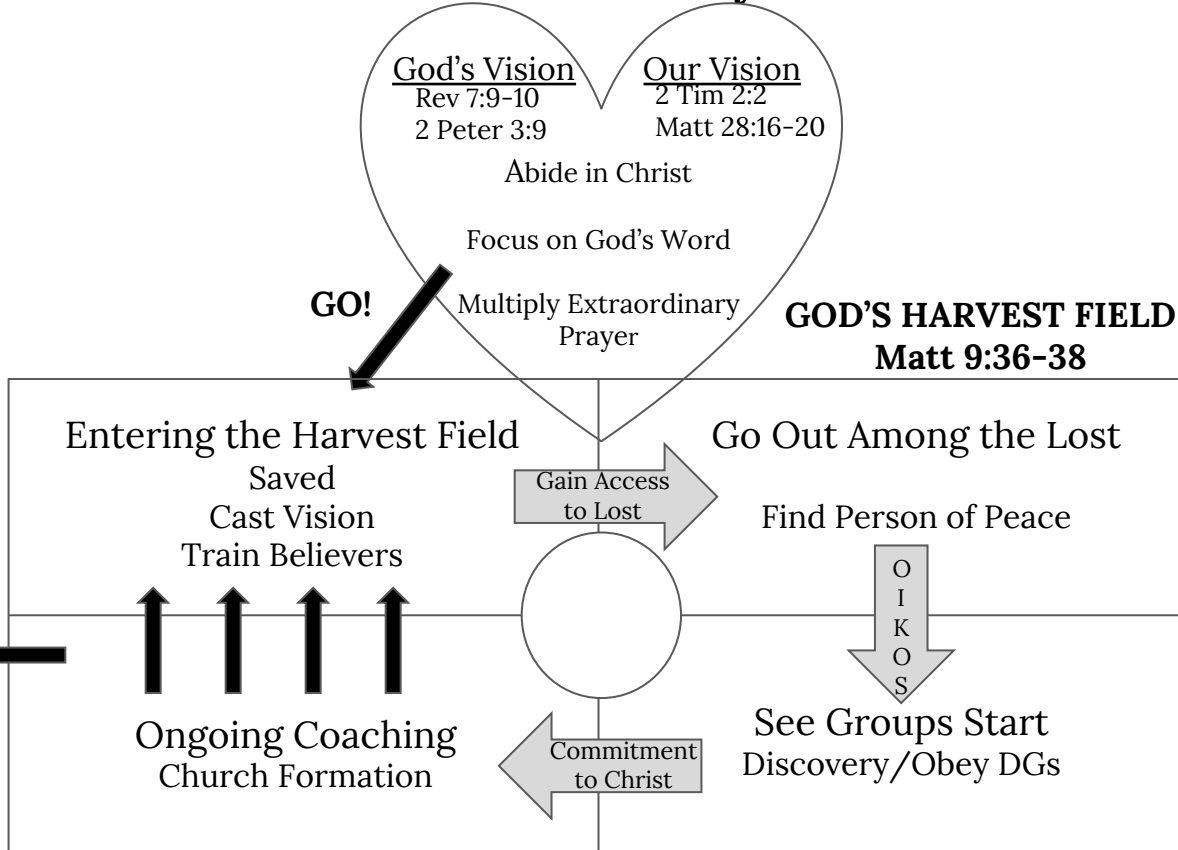 God's Vision
Rev 7:9-10
2 Peter 3:9
Our Vision
2 Tim 2:2
Matt 28:16-20
Abide in Christ
Focus on God's Word
Multiply Extraordinary
Prayer
GO!
GOD'S HARVEST FIELD
Matt 9:36-38
Entering the Harvest Field
Saved
Cast Vision
Train Believers
Gain Access
to Lost
Go Out Among the Lost
Find Person of Peace
O
I
K
O
S
See Groups Start
Discovery/Obey DGs
Commitment
to Christ
Ongoing Coaching
Church Formation